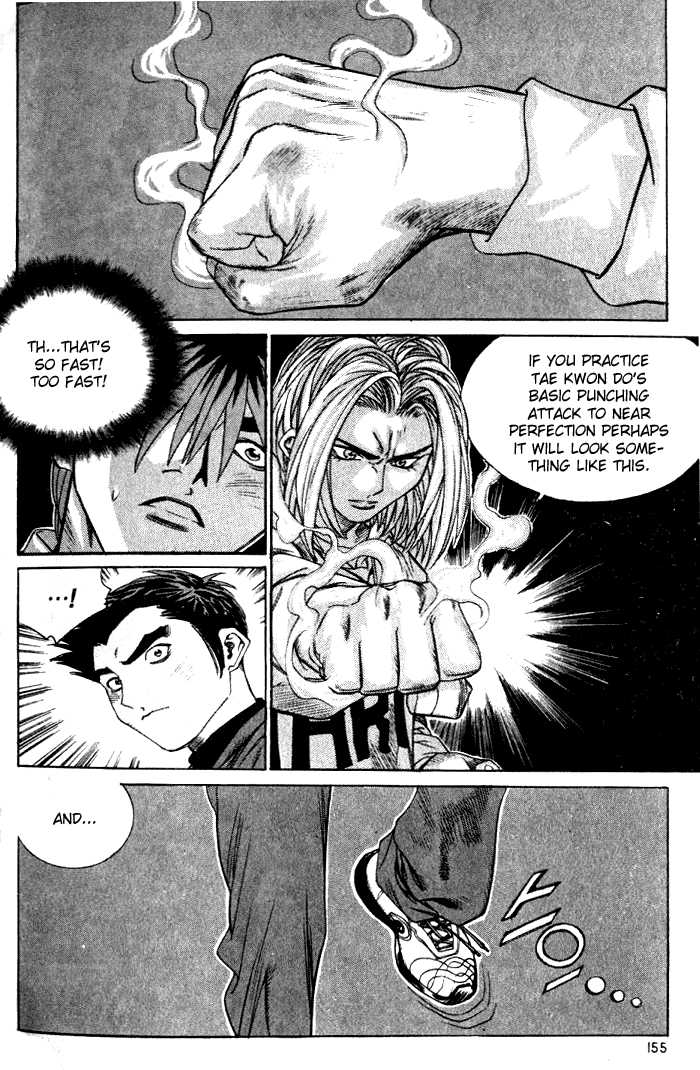 TH...THAT'S
SO FAST!
TOO FAST!
IF YOU PRACTICE
TAE KWON DO'S
BASIC PUNCHING
ATTACK TO NEAR
PERFECTION PERHAPS
IT WILL LOOK SOME-
THING LIKE THIS.
...!
AND...
155